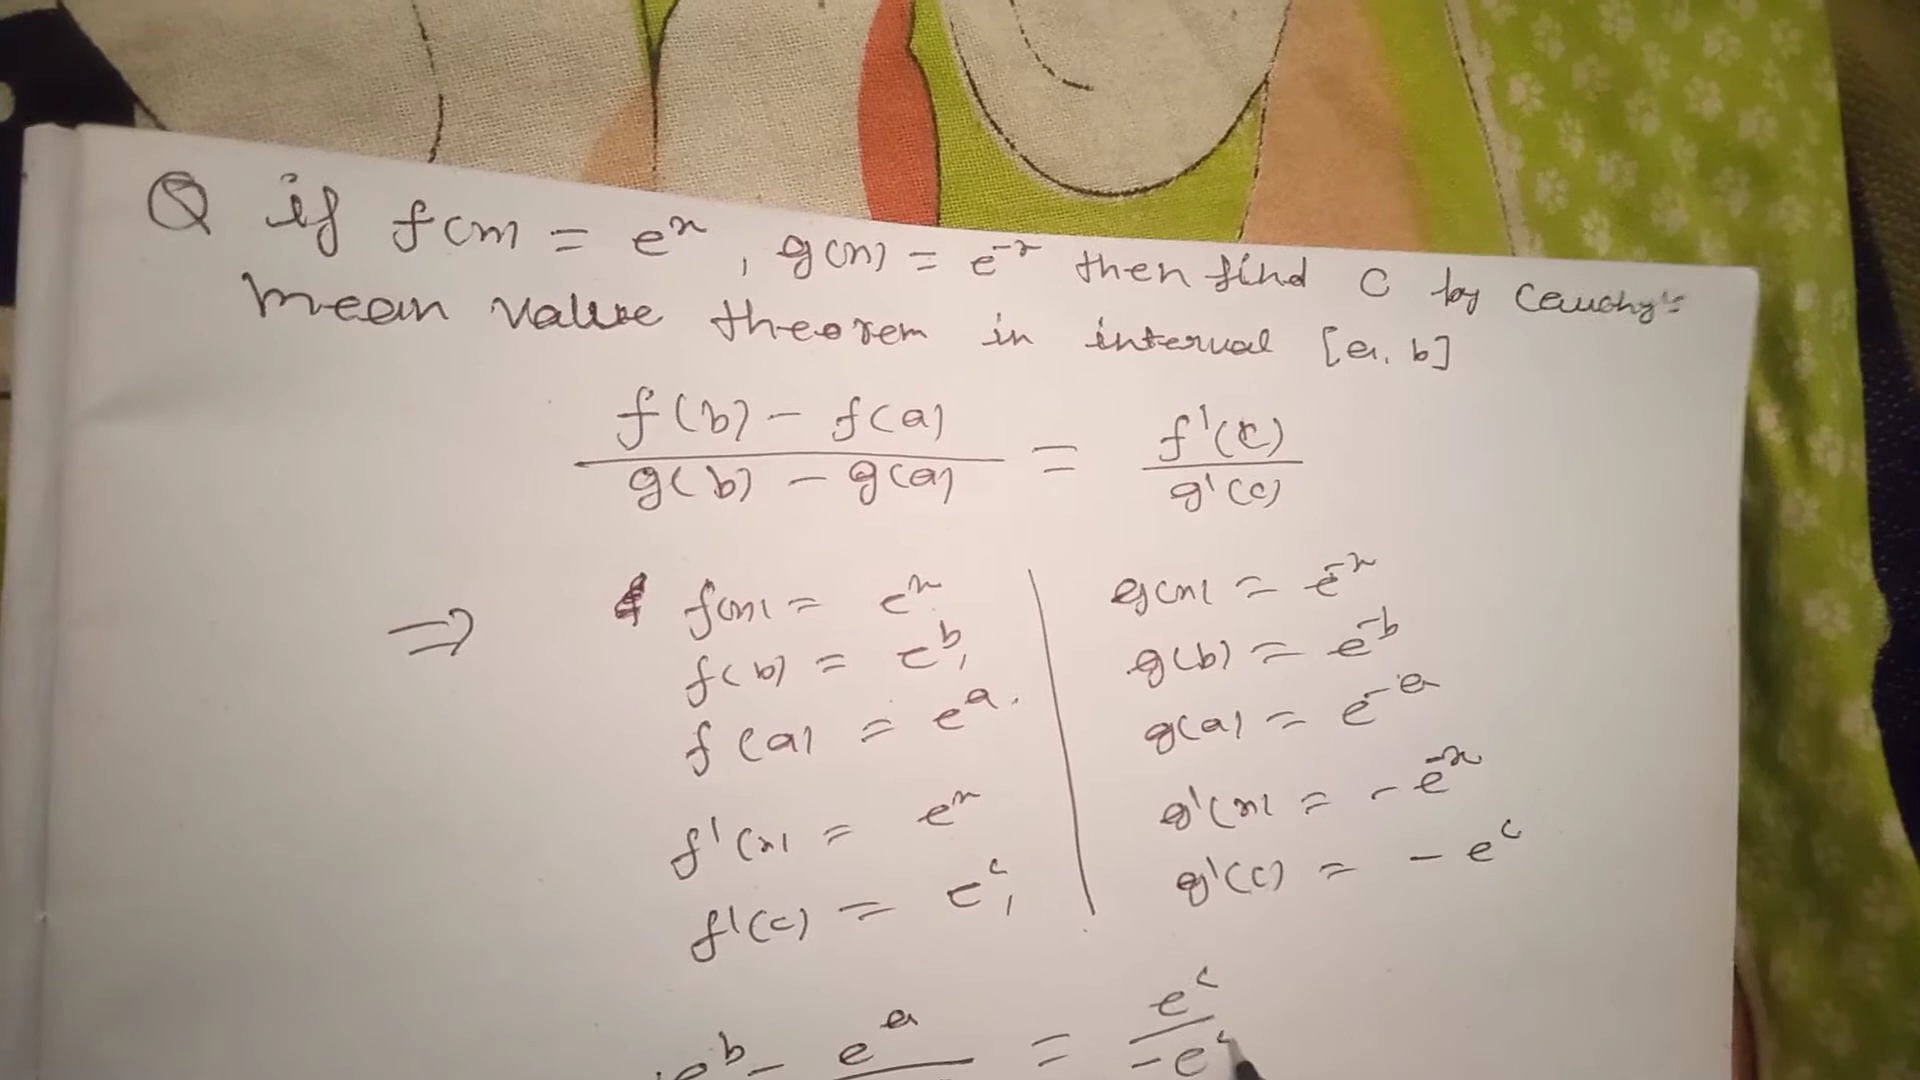 Q if f(x) = e^x, g(x) = e^-x then find c by Cauchy's
mean value theorem in interval [a, b]
f(b) - f(a) / g(b) - g(a) = f'(c) / g'(c)
⇒ f(x) = e^x
f(b) = e^b,
f(a) = e^a.
f'(x) = e^x
f'(c) = e^c,
g(x) = e^-x
g(b) = e^-b
g(a) = e^-a
g'(x) = -e^-x
g'(c) = -e^c
e^b - e^a = e^c / -e^c